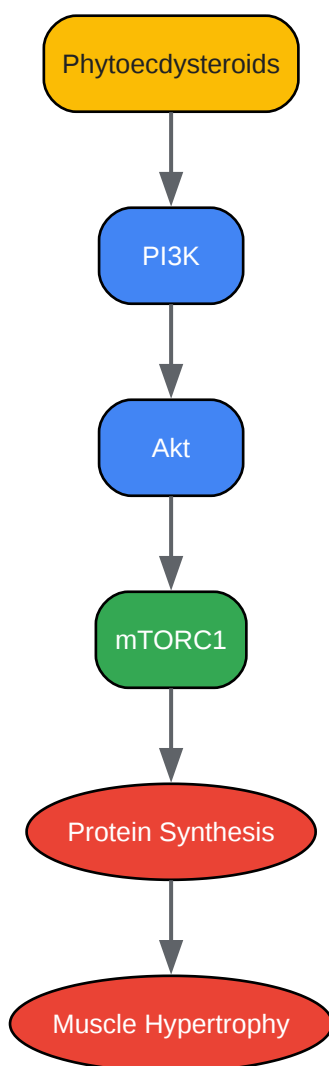 Phytoecdysteroids
PI3K
Akt
mTORC1
Protein Synthesis
Muscle Hypertrophy